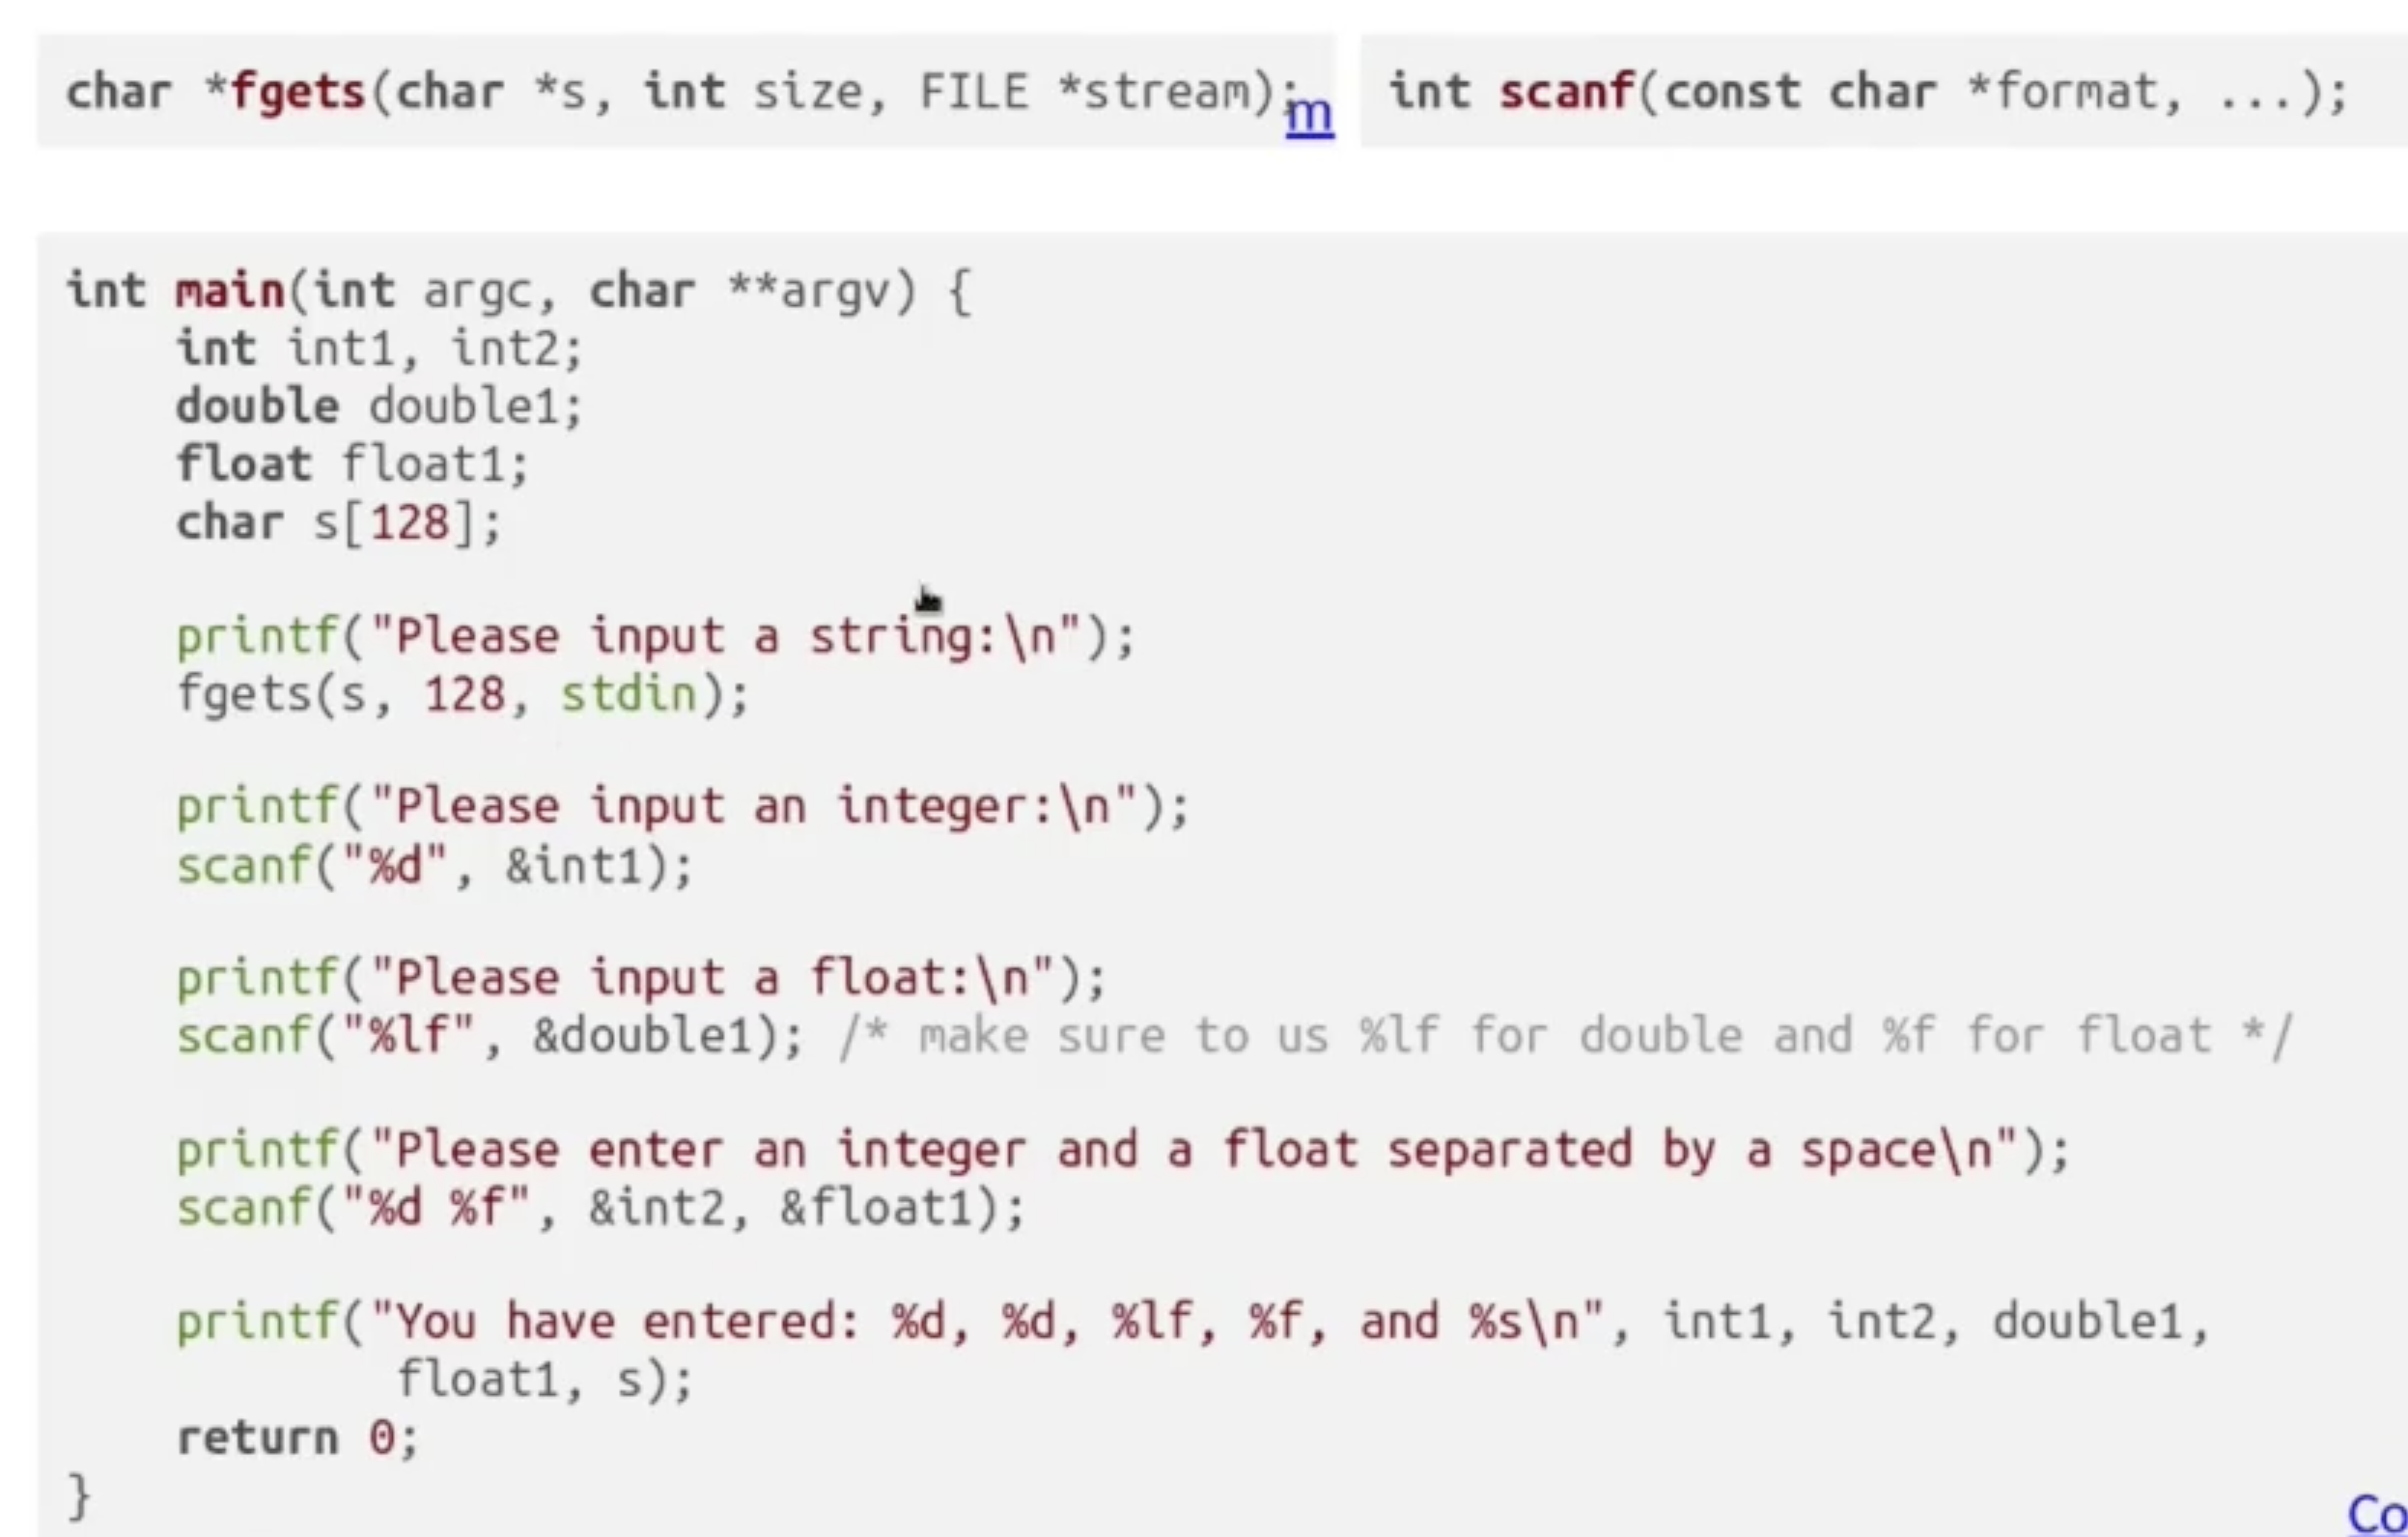 char *fgets(char *s, int size, FILE *stream);
m
int scanf(const char *format, ...);
int main(int argc, char **argv) {
    int int1, int2;
    double double1;
    float float1;
    char s[128];
    printf("Please input a string:\n");
    fgets(s, 128, stdin);
    printf("Please input an integer:\n");
    scanf("%d", &int1);
    printf("Please input a float:\n");
    scanf("%lf", &double1); /* make sure to us %lf for double and %f for float */
    printf("Please enter an integer and a float separated by a space\n");
    scanf("%d %f", &int2, &float1);
    printf("You have entered: %d, %d, %lf, %f, and %s\n", int1, int2, double1,
            float1, s);
    return 0;
}
Co